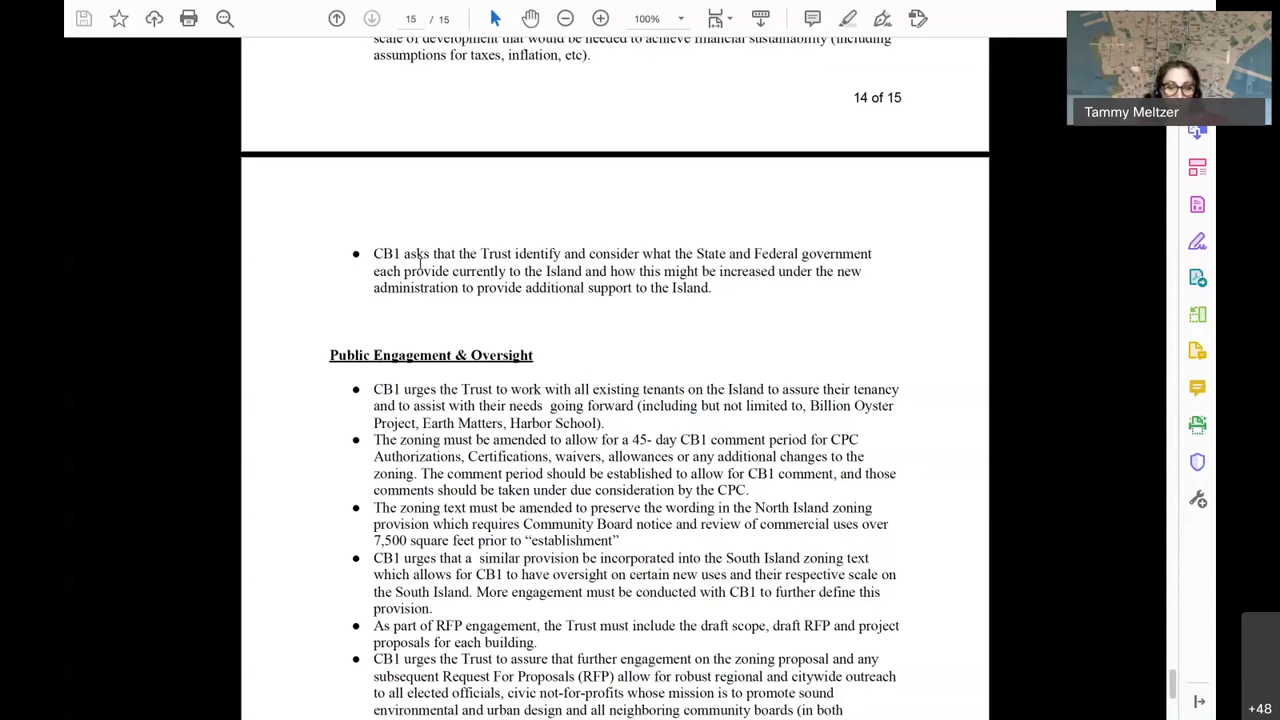 15 / 15
100%
scale of development that would be needed to achieve financial sustainability (including
assumptions for taxes, inflation, etc).
14 of 15
Tammy Meltzer
● CB1 asks that the Trust identify and consider what the State and Federal government
each provide currently to the Island and how this might be increased under the new
administration to provide additional support to the Island.
Public Engagement & Oversight
● CB1 urges the Trust to work with all existing tenants on the Island to assure their tenancy
and to assist with their needs  going forward (including but not limited to, Billion Oyster
Project, Earth Matters, Harbor School).
● The zoning must be amended to allow for a 45- day CB1 comment period for CPC
Authorizations, Certifications, waivers, allowances or any additional changes to the
zoning. The comment period should be established to allow for CB1 comment, and those
comments should be taken under due consideration by the CPC.
● The zoning text must be amended to preserve the wording in the North Island zoning
provision which requires Community Board notice and review of commercial uses over
7,500 square feet prior to “establishment”
● CB1 urges that a  similar provision be incorporated into the South Island zoning text
which allows for CB1 to have oversight on certain new uses and their respective scale on
the South Island. More engagement must be conducted with CB1 to further define this
provision.
● As part of RFP engagement, the Trust must include the draft scope, draft RFP and project
proposals for each building.
● CB1 urges the Trust to assure that further engagement on the zoning proposal and any
subsequent Request For Proposals (RFP) allow for robust regional and citywide outreach
to all elected officials, civic not-for-profits whose mission is to promote sound
environmental and urban design and all neighboring community boards (in both
+48